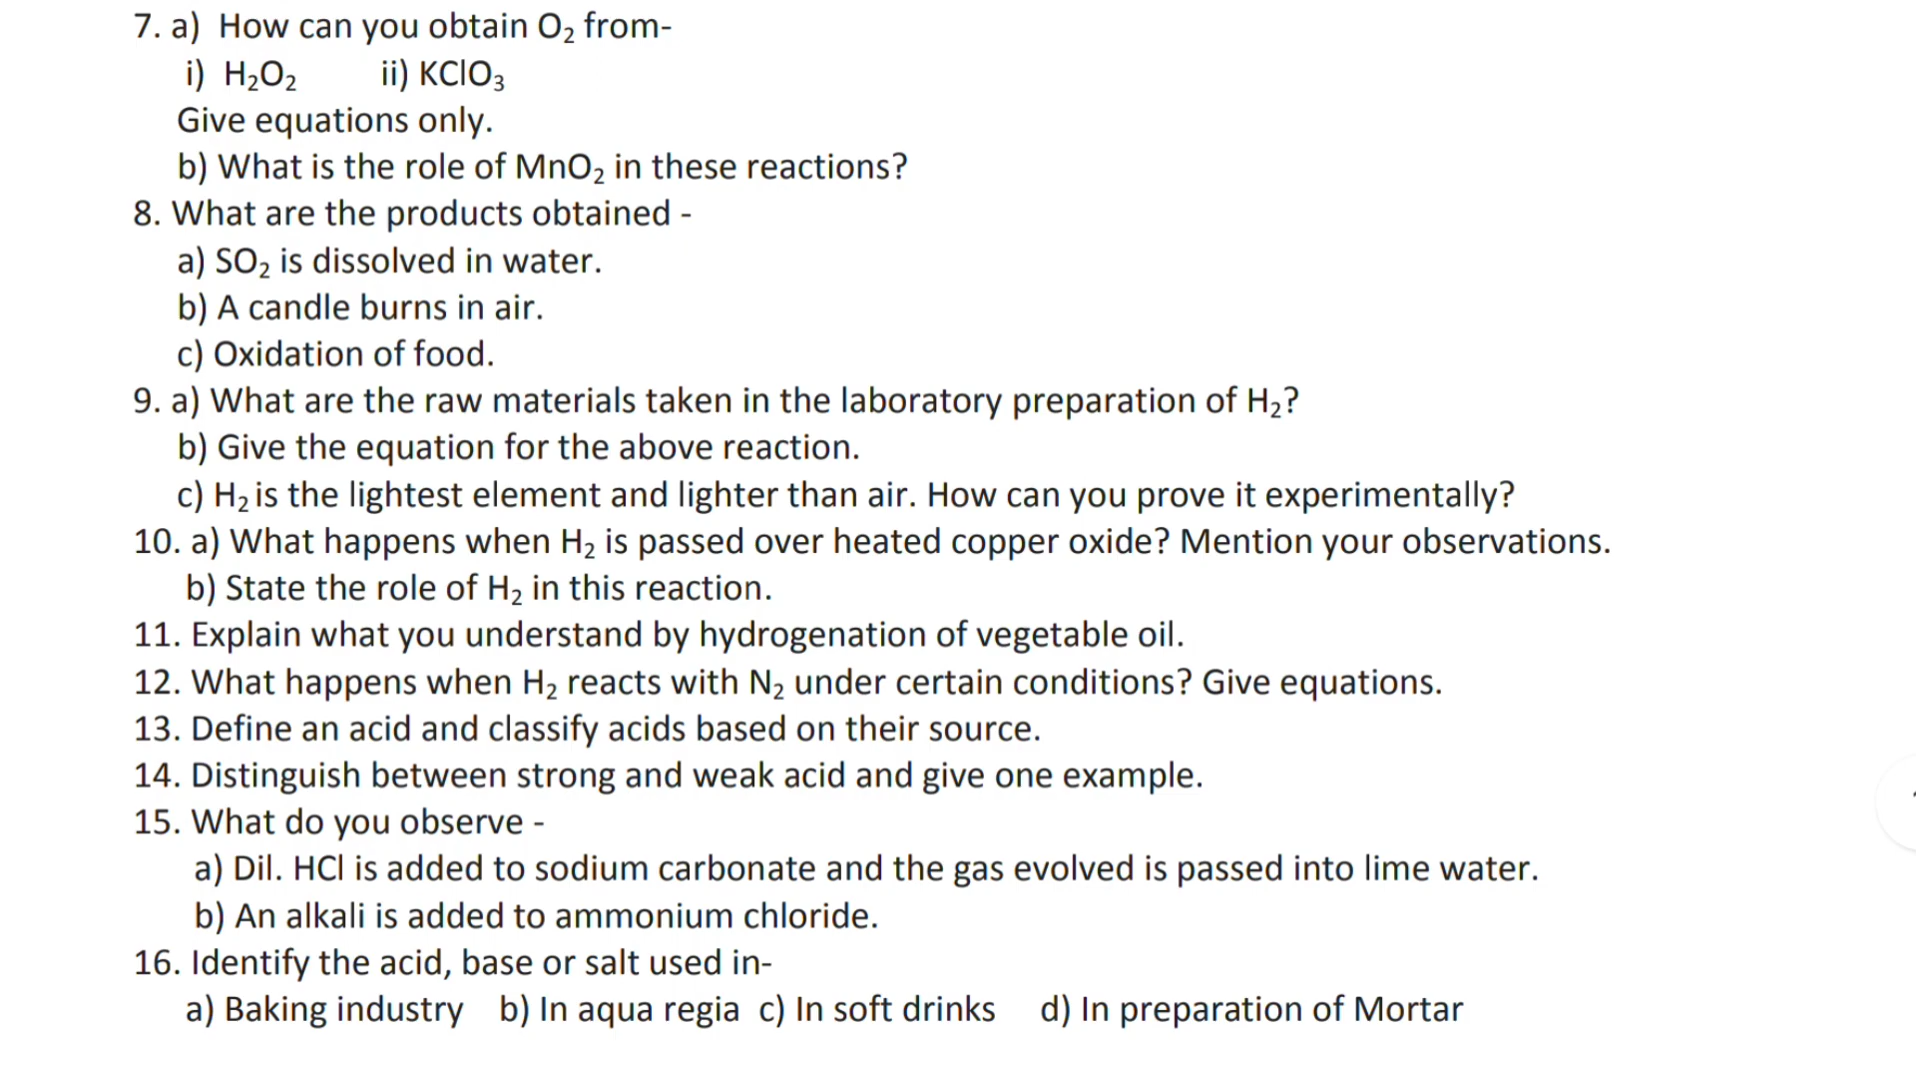 7. a) How can you obtain O₂ from-
i) H₂O₂ ii) KClO₃
Give equations only.
b) What is the role of MnO₂ in these reactions?
8. What are the products obtained -
a) SO₂ is dissolved in water.
b) A candle burns in air.
c) Oxidation of food.
9. a) What are the raw materials taken in the laboratory preparation of H₂?
b) Give the equation for the above reaction.
c) H₂ is the lightest element and lighter than air. How can you prove it experimentally?
10. a) What happens when H₂ is passed over heated copper oxide? Mention your observations.
b) State the role of H₂ in this reaction.
11. Explain what you understand by hydrogenation of vegetable oil.
12. What happens when H₂ reacts with N₂ under certain conditions? Give equations.
13. Define an acid and classify acids based on their source.
14. Distinguish between strong and weak acid and give one example.
15. What do you observe -
a) Dil. HCl is added to sodium carbonate and the gas evolved is passed into lime water.
b) An alkali is added to ammonium chloride.
16. Identify the acid, base or salt used in-
a) Baking industry b) In aqua regia c) In soft drinks d) In preparation of Mortar